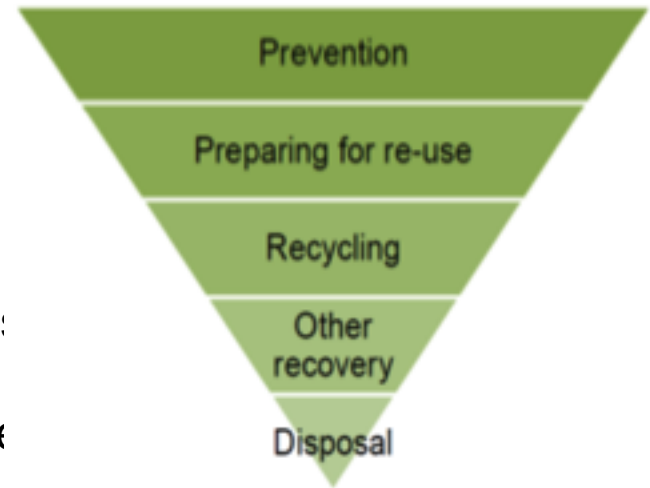 Prevention
Preparing for re-use
Recycling
Other
recovery
Disposal